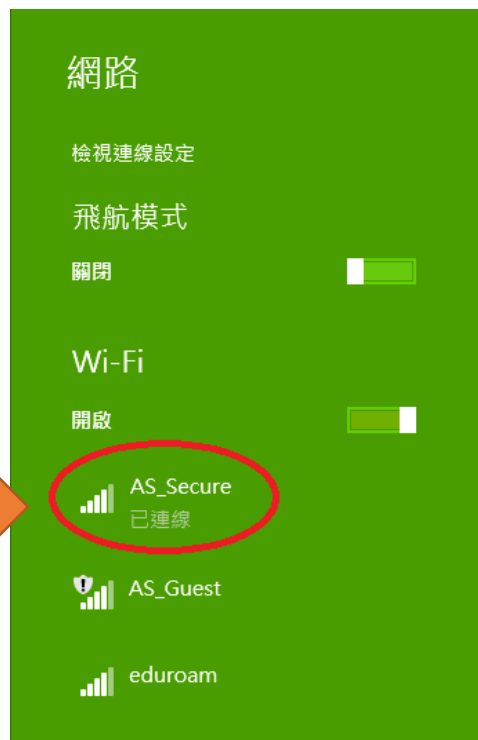 網路
檢視連線設定
飛航模式
關閉
Wi-Fi
開啟
AS_Secure
已連線
AS_Guest
eduroam